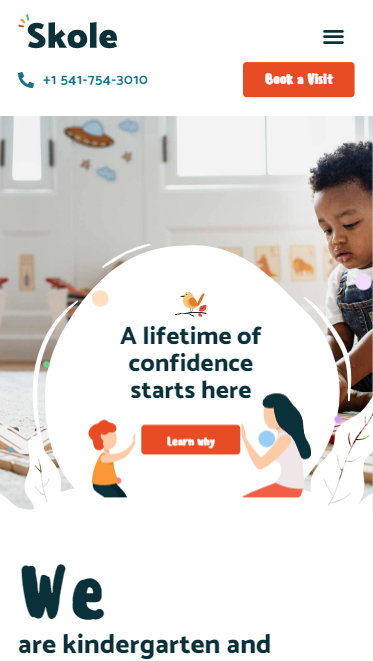 Skole
+1 541-754-3010
Book a Visit
A lifetime of
confidence
starts here
Learn why
We
are kindergarten and